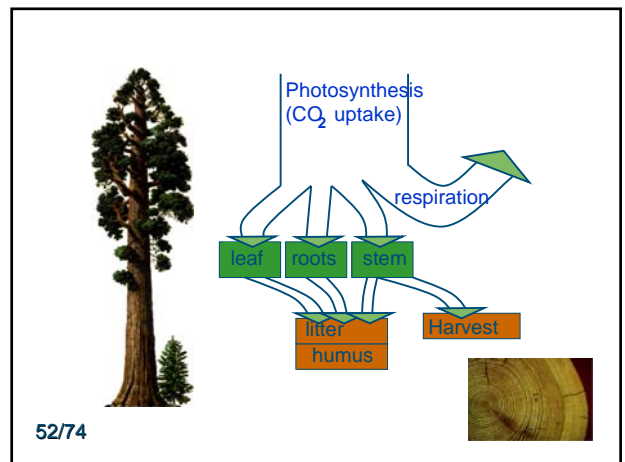 Photosynthesis
(CO₂ uptake)
respiration
leaf
roots
stem
litter
Harvest
humus
52/74